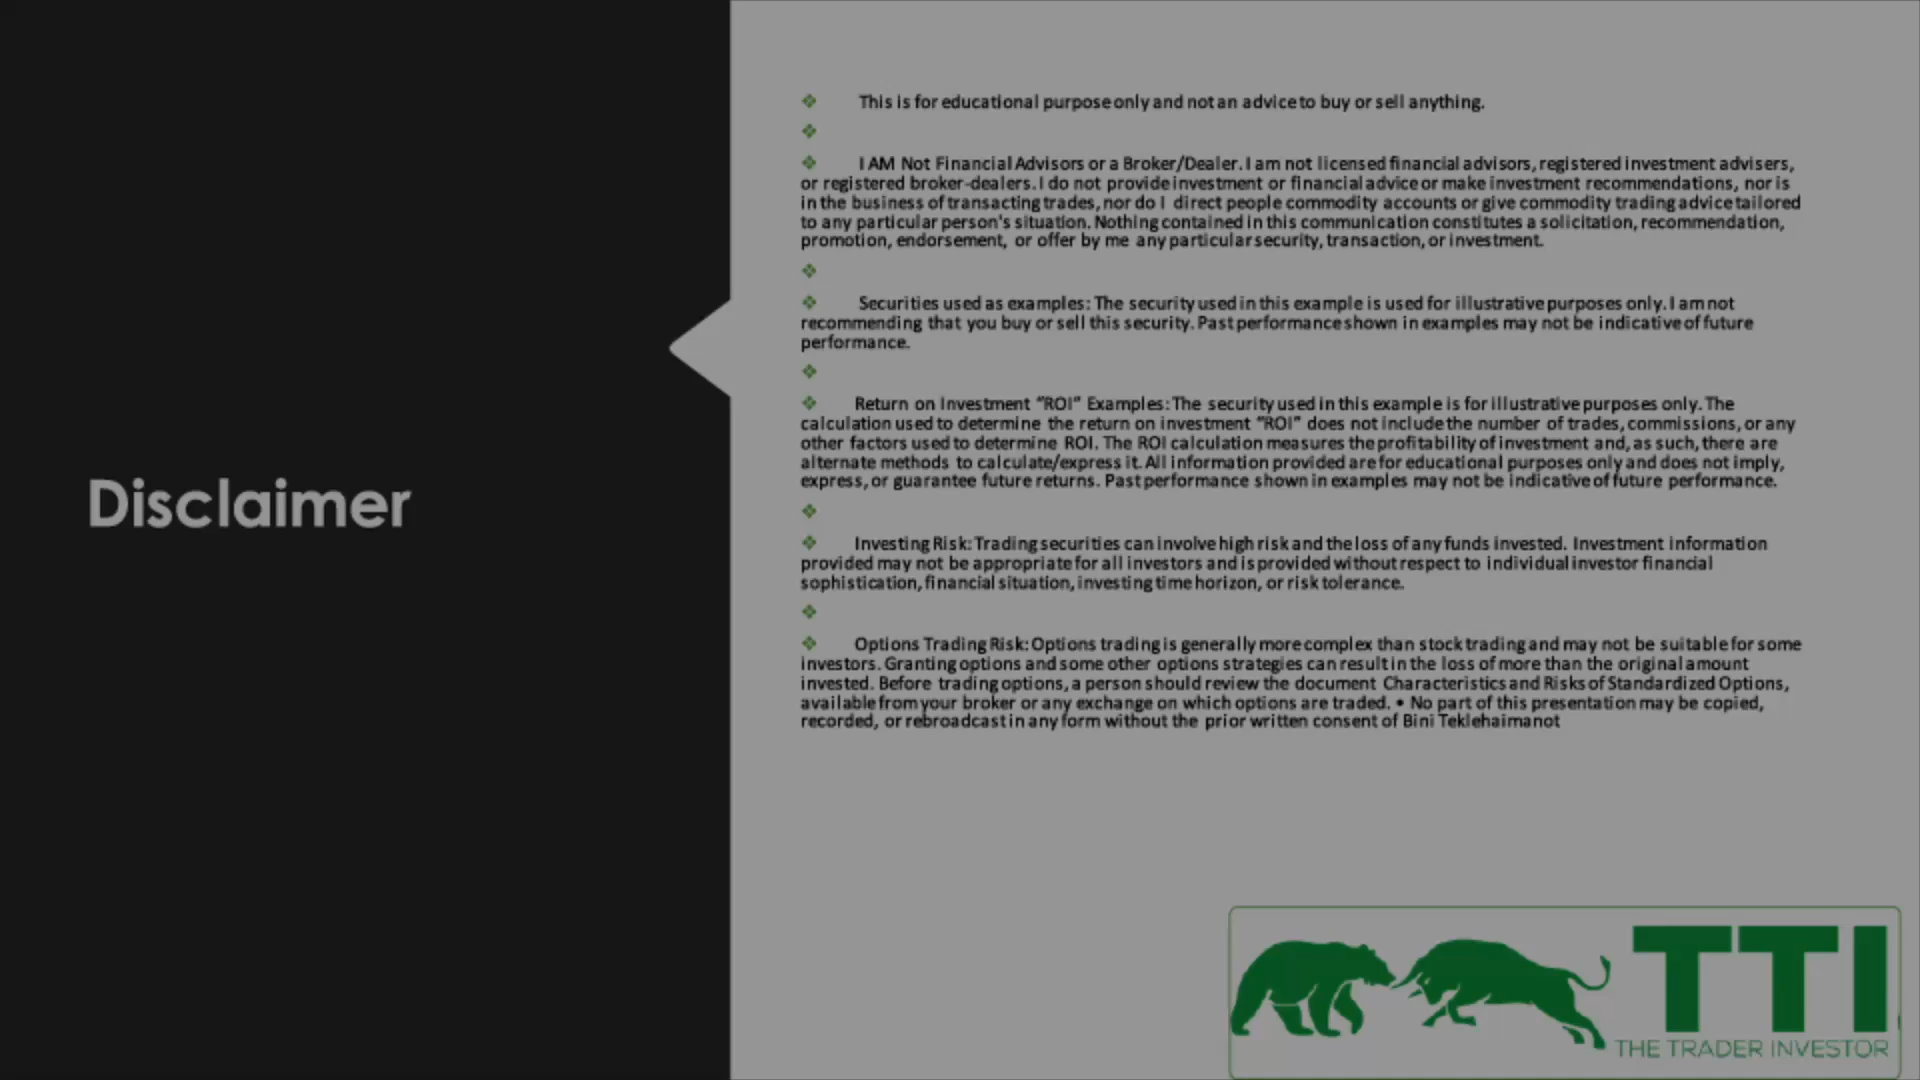 Disclaimer
This is for educational purpose only and not an advice to buy or sell anything.
I AM Not Financial Advisors or a Broker/Dealer. I am not licensed financial advisors, registered investment advisers,
or registered broker-dealers. I do not provide investment or financial advice or make investment recommendations, nor is
in the business of transacting trades, nor do I direct people commodity accounts or give commodity trading advice tailored
to any particular person's situation. Nothing contained in this communication constitutes a solicitation, recommendation,
promotion, endorsement, or offer by me any particular security, transaction, or investment.
Securities used as examples: The security used in this example is used for illustrative purposes only. I am not
recommending that you buy or sell this security. Past performance shown in examples may not be indicative of future
performance.
Return on Investment “ROI” Examples: The security used in this example is for illustrative purposes only. The
calculation used to determine the return on investment “ROI” does not include the number of trades, commissions, or any
other factors used to determine ROI. The ROI calculation measures the profitability of investment and, as such, there are
alternate methods to calculate/express it. All information provided are for educational purposes only and does not imply,
express, or guarantee future returns. Past performance shown in examples may not be indicative of future performance.
Investing Risk: Trading securities can involve high risk and the loss of any funds invested. Investment information
provided may not be appropriate for all investors and is provided without respect to individual investor financial
sophistication, financial situation, investing time horizon, or risk tolerance.
Options Trading Risk: Options trading is generally more complex than stock trading and may not be suitable for some
investors. Granting options and some other options strategies can result in the loss of more than the original amount
invested. Before trading options, a person should review the document Characteristics and Risks of Standardized Options,
available from your broker or any exchange on which options are traded. • No part of this presentation may be copied,
recorded, or rebroadcast in any form without the prior written consent of Bini Teklehaimanot
TTI
THE TRADER INVESTOR